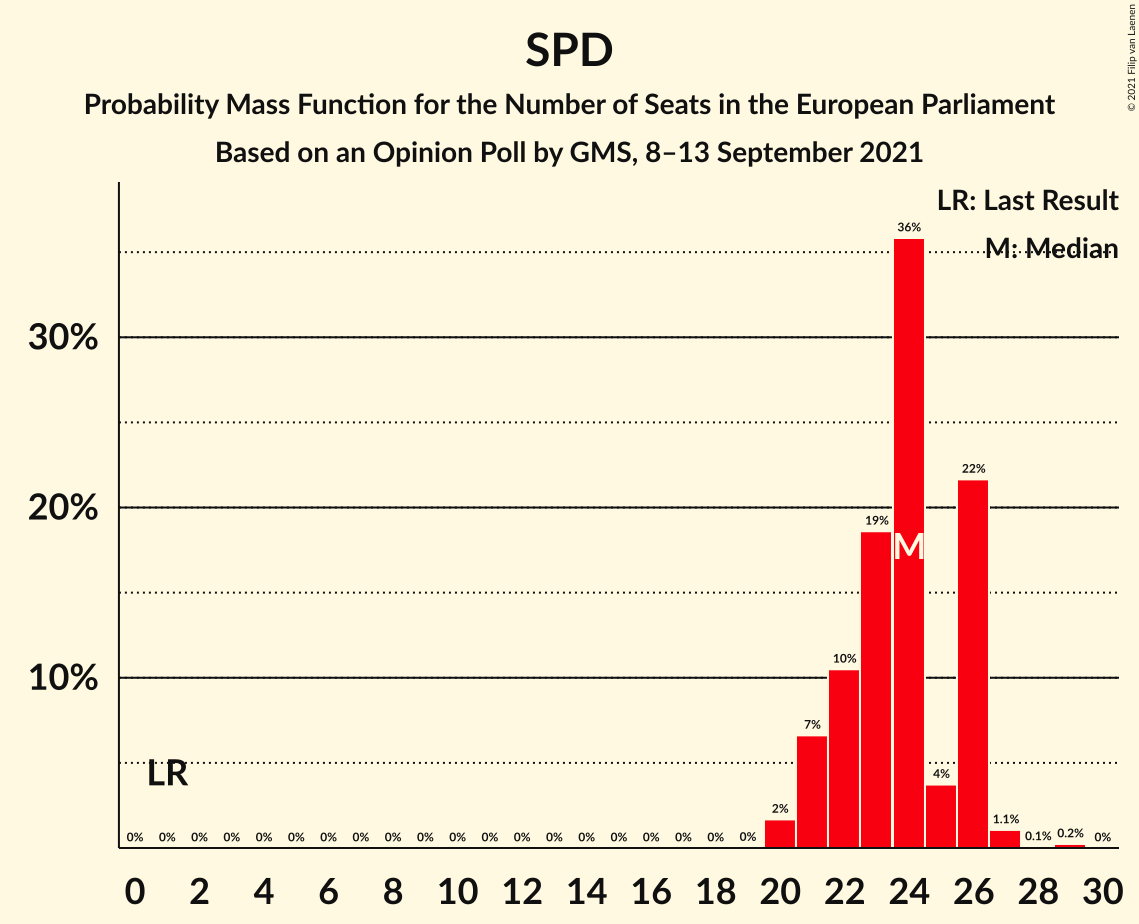 SPD
Probability Mass Function for the Number of Seats in the European Parliament
Based on an Opinion Poll by GMS, 8–13 September 2021
© 2021 Filip van Laenen
LR: Last Result
M: Median
30%
20%
10%
LR
M
0% 0% 0% 0% 0% 0% 0% 0% 0% 0% 0% 0% 0% 0% 0% 0% 0% 0% 0% 0% 2% 7% 10% 19% 36% 4% 22% 1.1% 0.1% 0.2% 0%
0 2 4 6 8 10 12 14 16 18 20 22 24 26 28 30